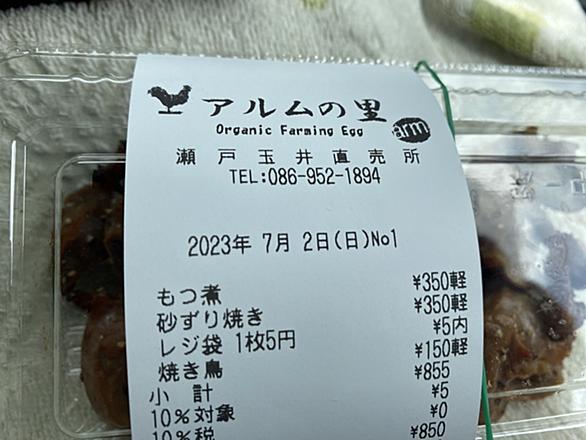 アルムの里
Organic Farming Egg
arm
瀬戸玉井直売所
TEL:086-952-1894
2023年 7月 2日(日)No1
もつ煮 ¥350軽
砂ずり焼き ¥350軽
レジ袋 1枚5円 ¥5内
焼き鳥 ¥150軽
小 計 ¥855
10%対象 ¥5
10%税 ¥0
¥850